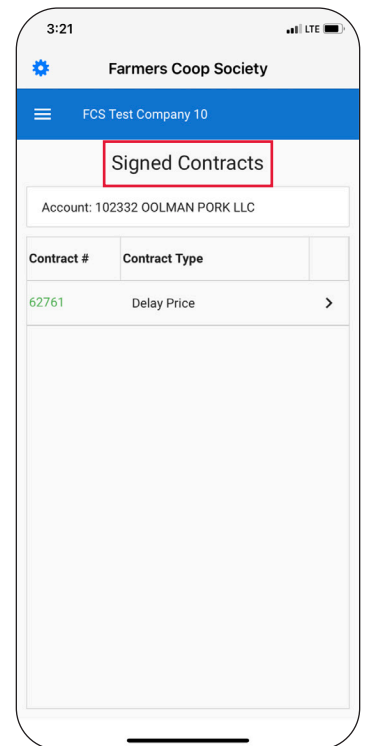 3:21 LTE
Farmers Coop Society
FCS Test Company 10
Signed Contracts
Account: 102332 OOLMAN PORK LLC
Contract # Contract Type
62761 Delay Price